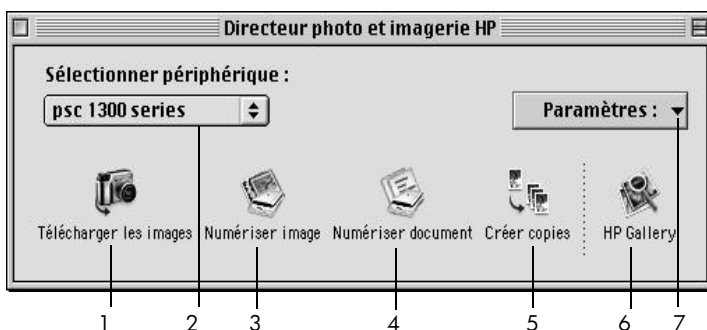 Directeur photo et imagerie HP
Sélectionner périphérique :
psc 1300 series
Paramètres :
Télécharger les images
Numériser image
Numériser document
Créer copies
HP Gallery
1 2 3 4 5 6 7